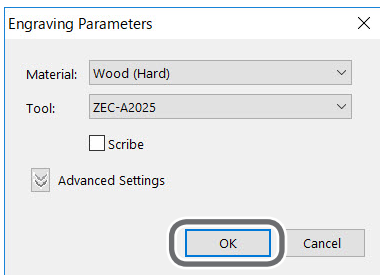 Engraving Parameters
Material: Wood (Hard)
Tool: ZEC-A2025
Scribe
Advanced Settings
OK Cancel